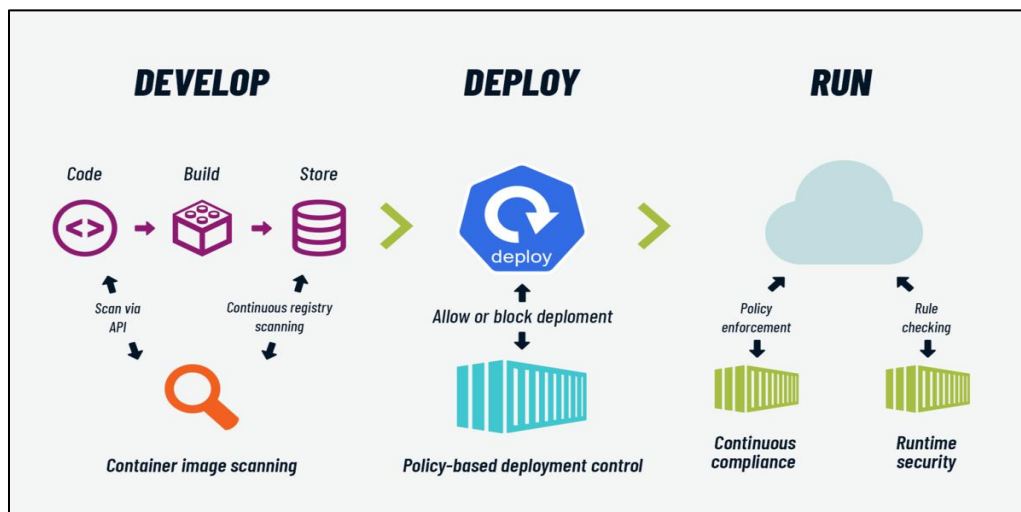 DEVELOP
DEPLOY
RUN
Code
Build
Store
deploy
Scan via
API
Continuous registry
scanning
Allow or block deploment
Policy
enforcement
Rule
checking
Container image scanning
Policy-based deployment control
Continuous
compliance
Runtime
security